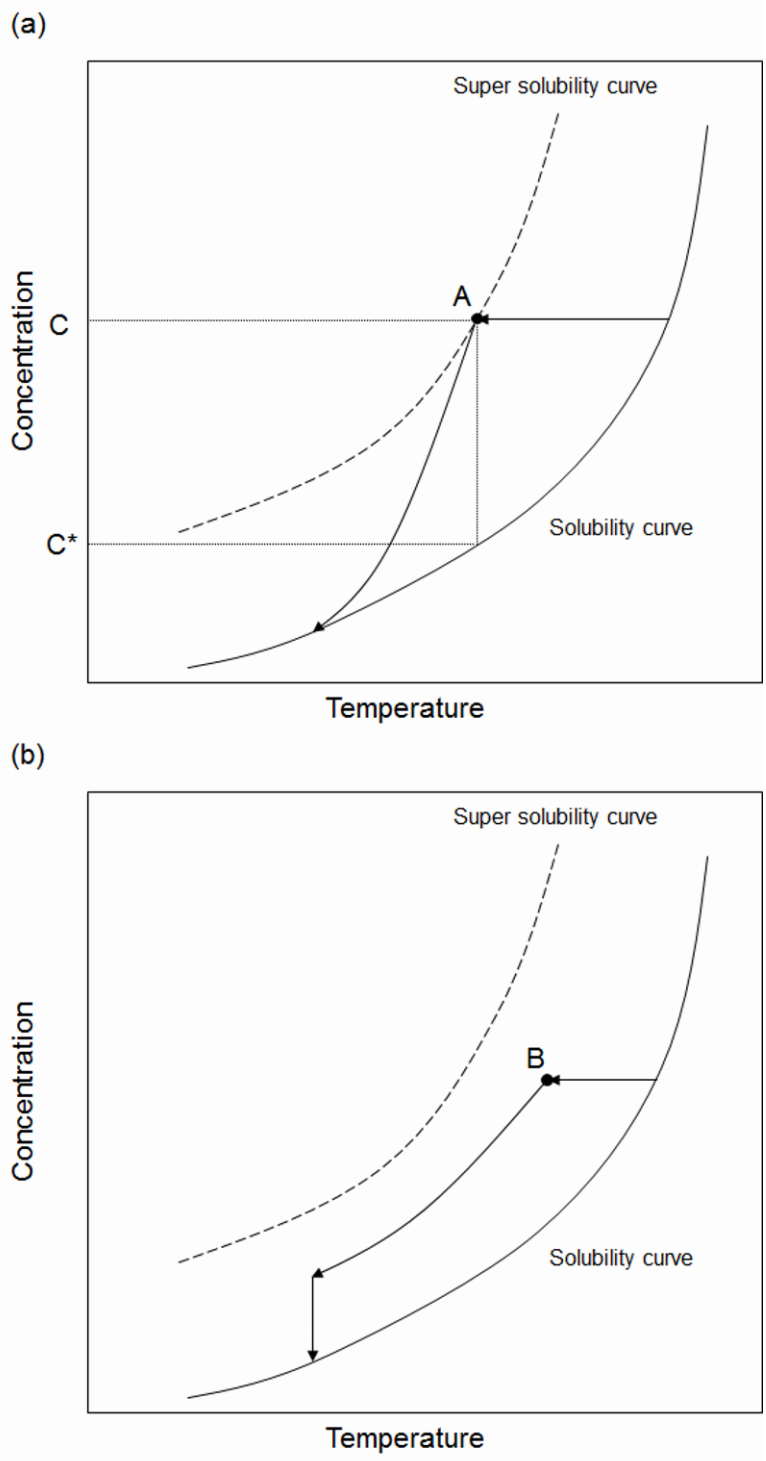 (a)
Super solubility curve
A
C
Concentration
Solubility curve
C*
Temperature
(b)
Super solubility curve
B
Concentration
Solubility curve
Temperature